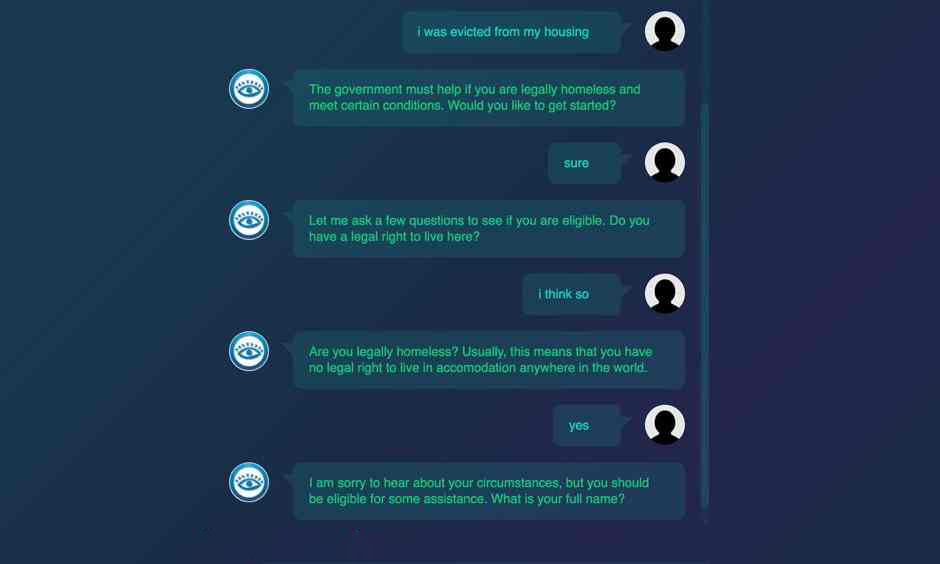 i was evicted from my housing
The government must help if you are legally homeless and
meet certain conditions. Would you like to get started?
sure
Let me ask a few questions to see if you are eligible. Do you
have a legal right to live here?
i think so
Are you legally homeless? Usually, this means that you have
no legal right to live in accomodation anywhere in the world.
yes
I am sorry to hear about your circumstances, but you should
be eligible for some assistance. What is your full name?